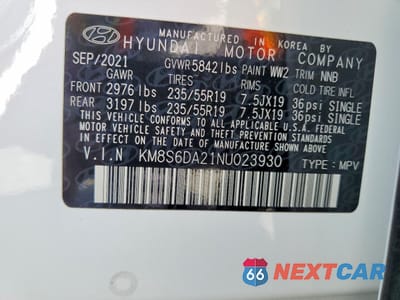 MANUFACTURED IN KOREA BY
HYUNDAI MOTOR COMPANY
SEP/2021 GVWR 5842 lbs PAINT WW2 TRIM NNB
GAWR TIRES RIMS COLD TIRE INFL
FRONT 2976 lbs 235/55R19 7.5JX19 36psi SINGLE
REAR 3197 lbs 235/55R19 7.5JX19 36psi SINGLE
THIS VEHICLE CONFORMS TO ALL APPLICABLE
FEDERAL MOTOR VEHICLE SAFETY, BUMPER, AND THEFT PREVENTION STANDARDS
IN EFFECT ON THE DATE OF MANUFACTURE SHOWN ABOVE.
V.I.N KM8S6DA21NU023930 TYPE : MPV
66 NEXTCAR